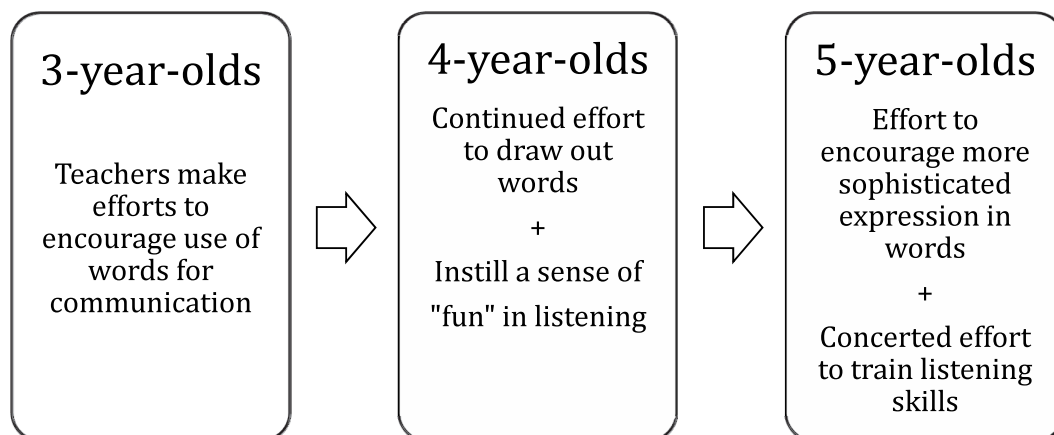 3-year-olds
Teachers make
efforts to
encourage use of
words for
communication
4-year-olds
Continued effort
to draw out
words
+
Instill a sense of
"fun" in listening
5-year-olds
Effort to
encourage more
sophisticated
expression in
words
+
Concerted effort
to train listening
skills